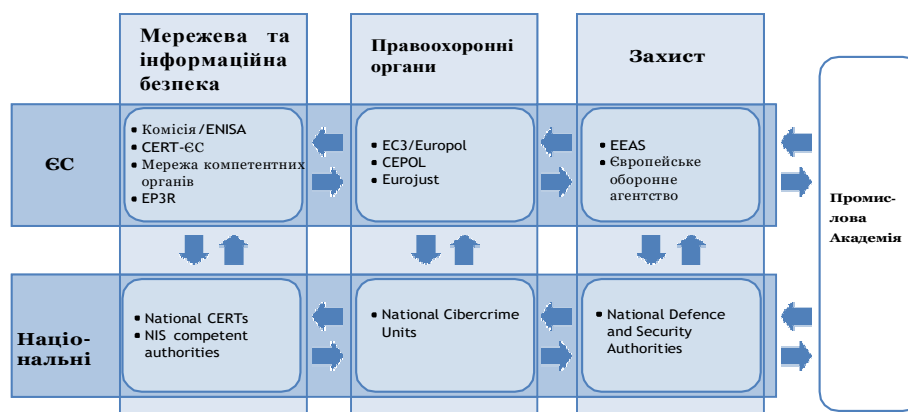 Мережева та
інформаційна
безпека
Правоохоронні
органи
Захист
ЄС
• Комісія/ENISA
• CERT-ЄС
• Мережа компетентних
органів
• EP3R
• EC3/Europol
• CEPOL
• Eurojust
• EEAS
• Європейське
оборонне
агентство
Промис-
лова
Академія
Націо-
нальні
• National CERTs
• NIS competent
authorities
• National Cibercrime
Units
• National Defence
and Security
Authorities